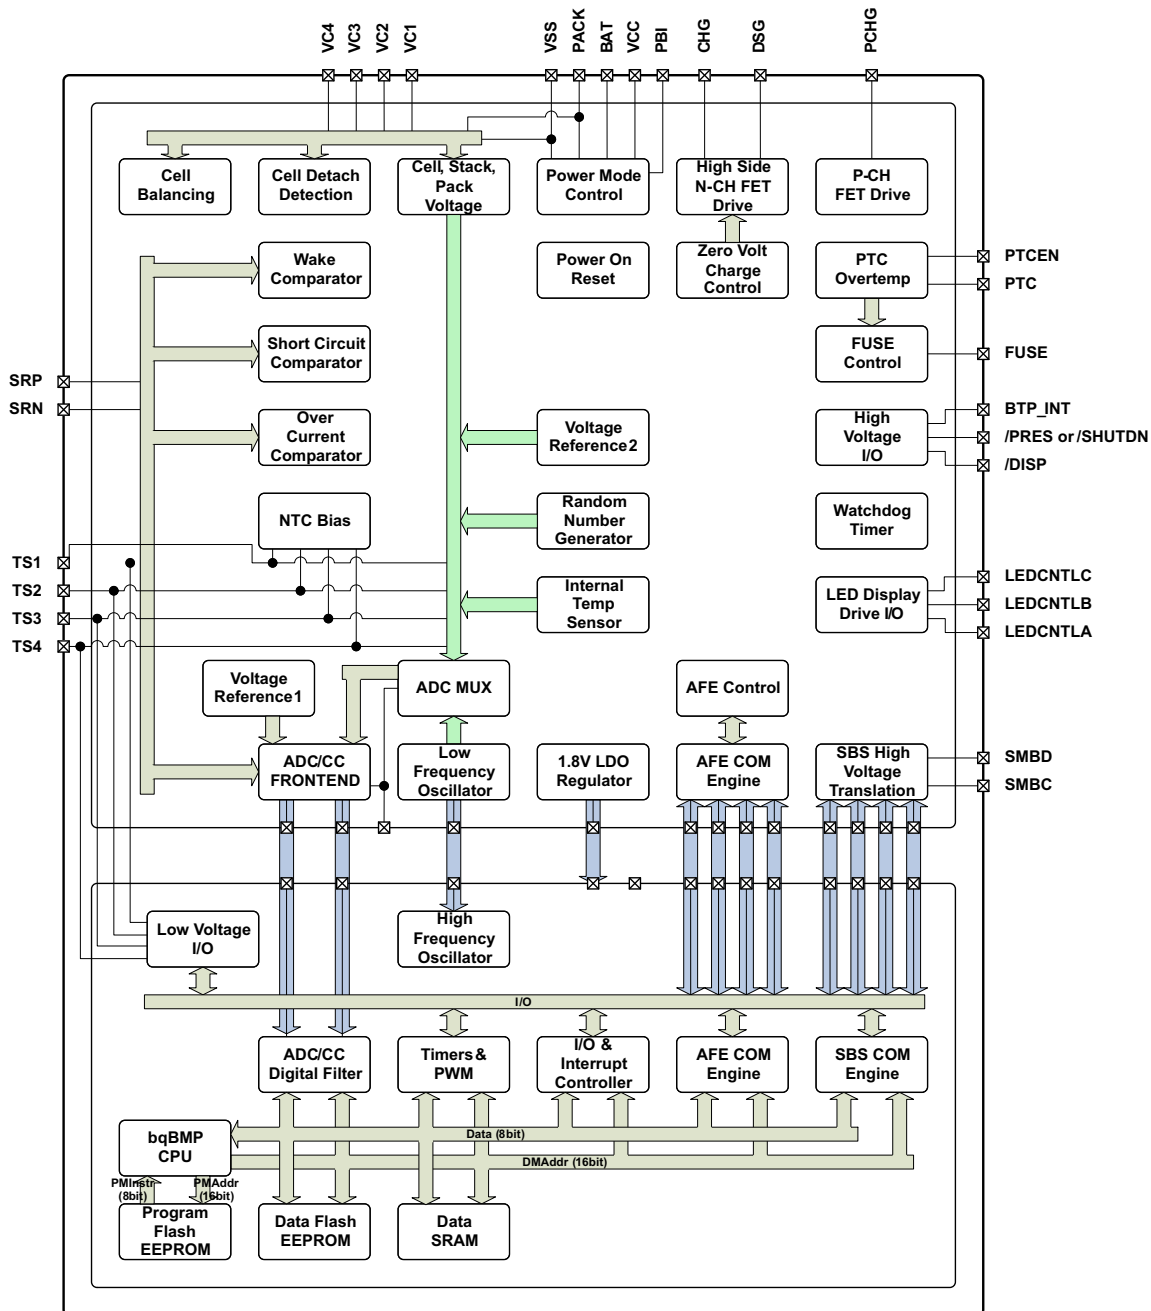 VC4
VC3
VC2
VC1
VSS
PACK
BAT
VCC
PBI
CHG
DSG
PCHG
Cell
Balancing
Cell Detach
Detection
Cell, Stack,
Pack
Voltage
Power Mode
Control
High Side
N-CH FET
Drive
P-CH
FET Drive
Wake
Comparator
Power On
Reset
Zero Volt
Charge
Control
PTC
Overtemp
PTCEN
PTC
Short Circuit
Comparator
FUSE
Control
FUSE
SRP
SRN
Over
Current
Comparator
Voltage
Reference2
High
Voltage
I/O
BTP_INT
/PRES or /SHUTDN
/DISP
NTC Bias
Random
Number
Generator
Watchdog
Timer
TS1
TS2
TS3
TS4
Internal
Temp
Sensor
LED Display
Drive I/O
LEDCNTLC
LEDCNTLB
LEDCNTLA
Voltage
Reference1
ADC MUX
AFE Control
ADC/CC
FRONTEND
Low
Frequency
Oscillator
1.8V LDO
Regulator
AFE COM
Engine
SBS High
Voltage
Translation
SMBD
SMBC
Low Voltage
I/O
High
Frequency
Oscillator
I/O
ADC/CC
Digital Filter
Timers &
PWM
I/O &
Interrupt
Controller
AFE COM
Engine
SBS COM
Engine
bqBMP
CPU
Data (8bit)
DMAddr (16bit)
PMInstr
(8bit)
PMAddr
(16bit)
Program
Flash
EEPROM
Data Flash
EEPROM
Data
SRAM